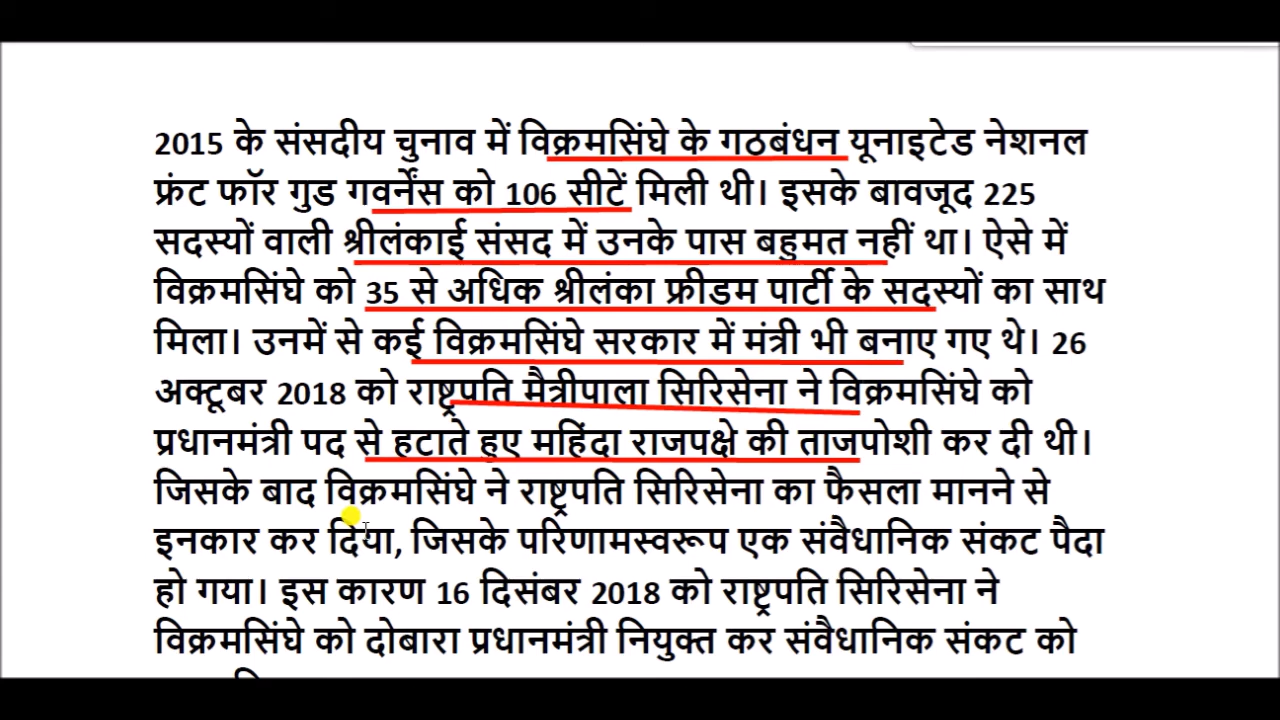 2015 के संसदीय चुनाव में विक्रमसिंघे के गठबंधन यूनाइटेड नेशनल
फ्रंट फॉर गुड गवर्नेंस को 106 सीटें मिली थी। इसके बावजूद 225
सदस्यों वाली श्रीलंकाई संसद में उनके पास बहुमत नहीं था। ऐसे में
विक्रमसिंघे को 35 से अधिक श्रीलंका फ्रीडम पार्टी के सदस्यों का साथ
मिला। उनमें से कई विक्रमसिंघे सरकार में मंत्री भी बनाए गए थे। 26
अक्टूबर 2018 को राष्ट्रपति मैत्रीपाला सिरिसेना ने विक्रमसिंघे को
प्रधानमंत्री पद से हटाते हुए महिंदा राजपक्षे की ताजपोशी कर दी थी।
जिसके बाद विक्रमसिंघे ने राष्ट्रपति सिरिसेना का फैसला मानने से
इनकार कर दिया, जिसके परिणामस्वरूप एक संवैधानिक संकट पैदा
हो गया। इस कारण 16 दिसंबर 2018 को राष्ट्रपति सिरिसेना ने
विक्रमसिंघे को दोबारा प्रधानमंत्री नियुक्त कर संवैधानिक संकट को